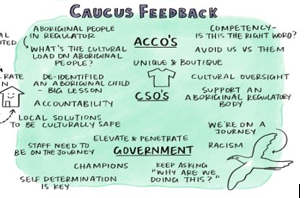 CAUCUS FEEDBACK
ABORIGINAL PEOPLE
IN REGULATOR
"WHAT'S THE CULTURAL
LOAD ON ABORIGINAL
PEOPLE?
DE-IDENTIFIED
AN ABORIGINAL CHILD
- BIG LESSON
ACCOUNTABILITY
LOCAL SOLUTIONS
TO BE CULTURALLY SAFE
STAFF NEED TO
BE ON THE JOURNEY
CHAMPIONS
SELF DETERMINATION
IS KEY
ACCO'S
UNIQUE & BOUTIQUE
CSO'S
ELEVATE & PENETRATE
GOVERNMENT
KEEP ASKING
"WHY ARE WE
DOING THIS?"
COMPETENCY-
IS THIS THE RIGHT WORD?
AVOID US VS THEM
CULTURAL OVERSIGHT
SUPPORT AN
ABORIGINAL REGULATORY
BODY
WE'RE ON A
JOURNEY
RACISM
RATE